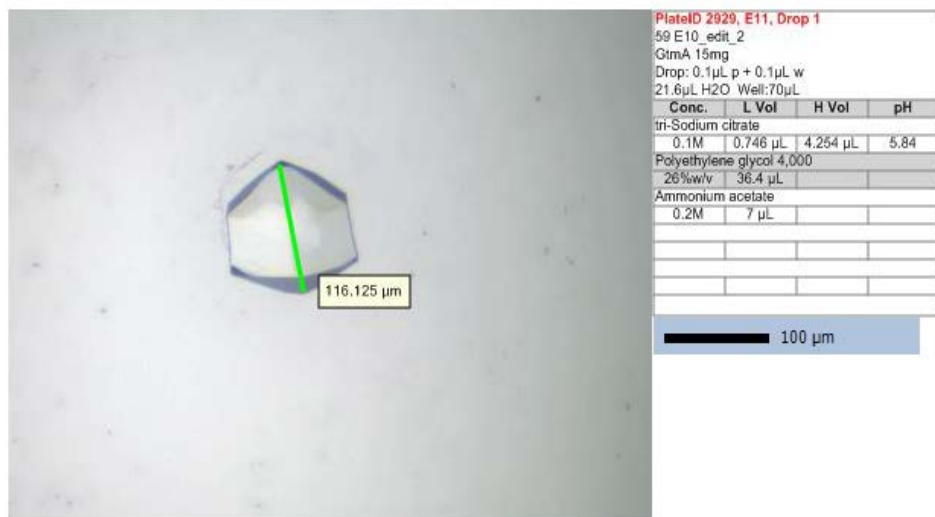 PlateID 2929, E11, Drop 1
59 E10_edit_2
GtmA 15mg
Drop: 0.1µL p + 0.1µL w
21.6µL H2O Well:70µL
Conc. L Vol H Vol pH
tri-Sodium citrate
0.1M 0.746 µL 4.254 µL 5.84
Polyethylene glycol 4,000
26%w/v 36.4 µL
Ammonium acetate
0.2M 7 µL
116,125 µm
100 µm